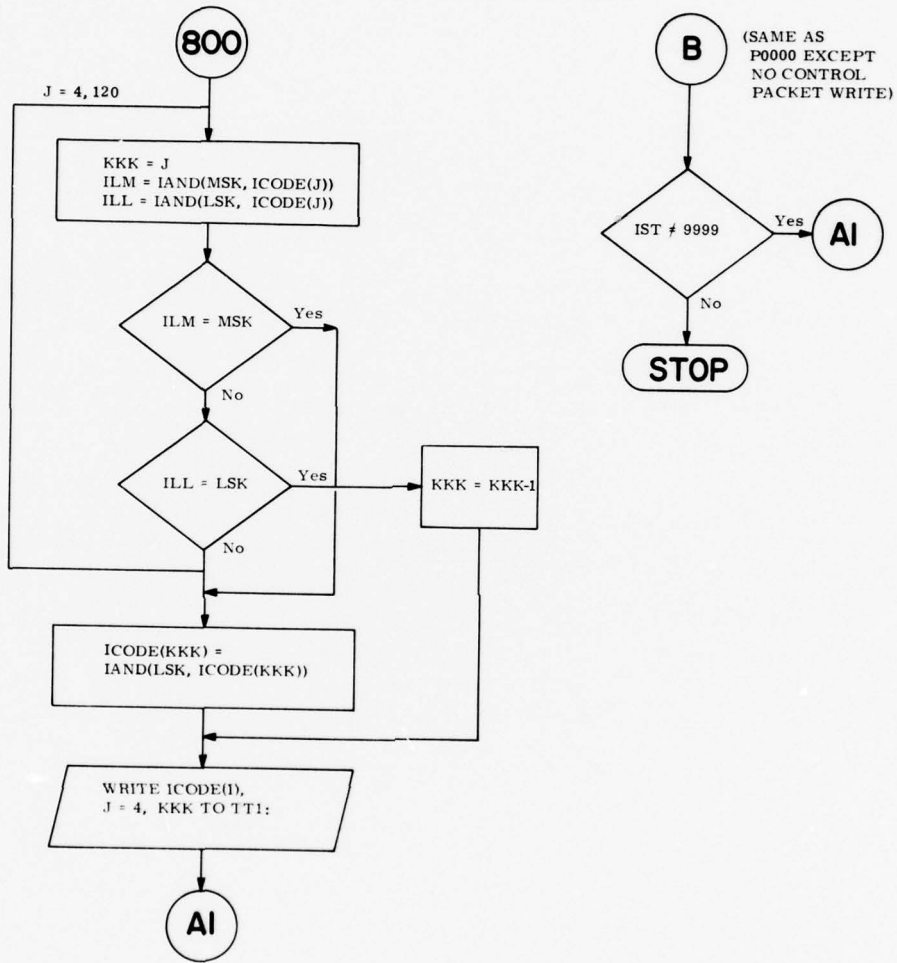 800
J = 4, 120
KKK = J
ILM = IAND(MSK, ICODE(J))
ILL = IAND(LSK, ICODE(J))
ILM = MSK
Yes
No
ILL = LSK
Yes
No
KKK = KKK-1
ICODE(KKK) =
IAND(LSK, ICODE(KKK))
WRITE ICODE(1),
J = 4, KKK TO TT1:
A1
B
(SAME AS
P0000 EXCEPT
NO CONTROL
PACKET WRITE)
IST ≠ 9999
Yes
A1
No
STOP